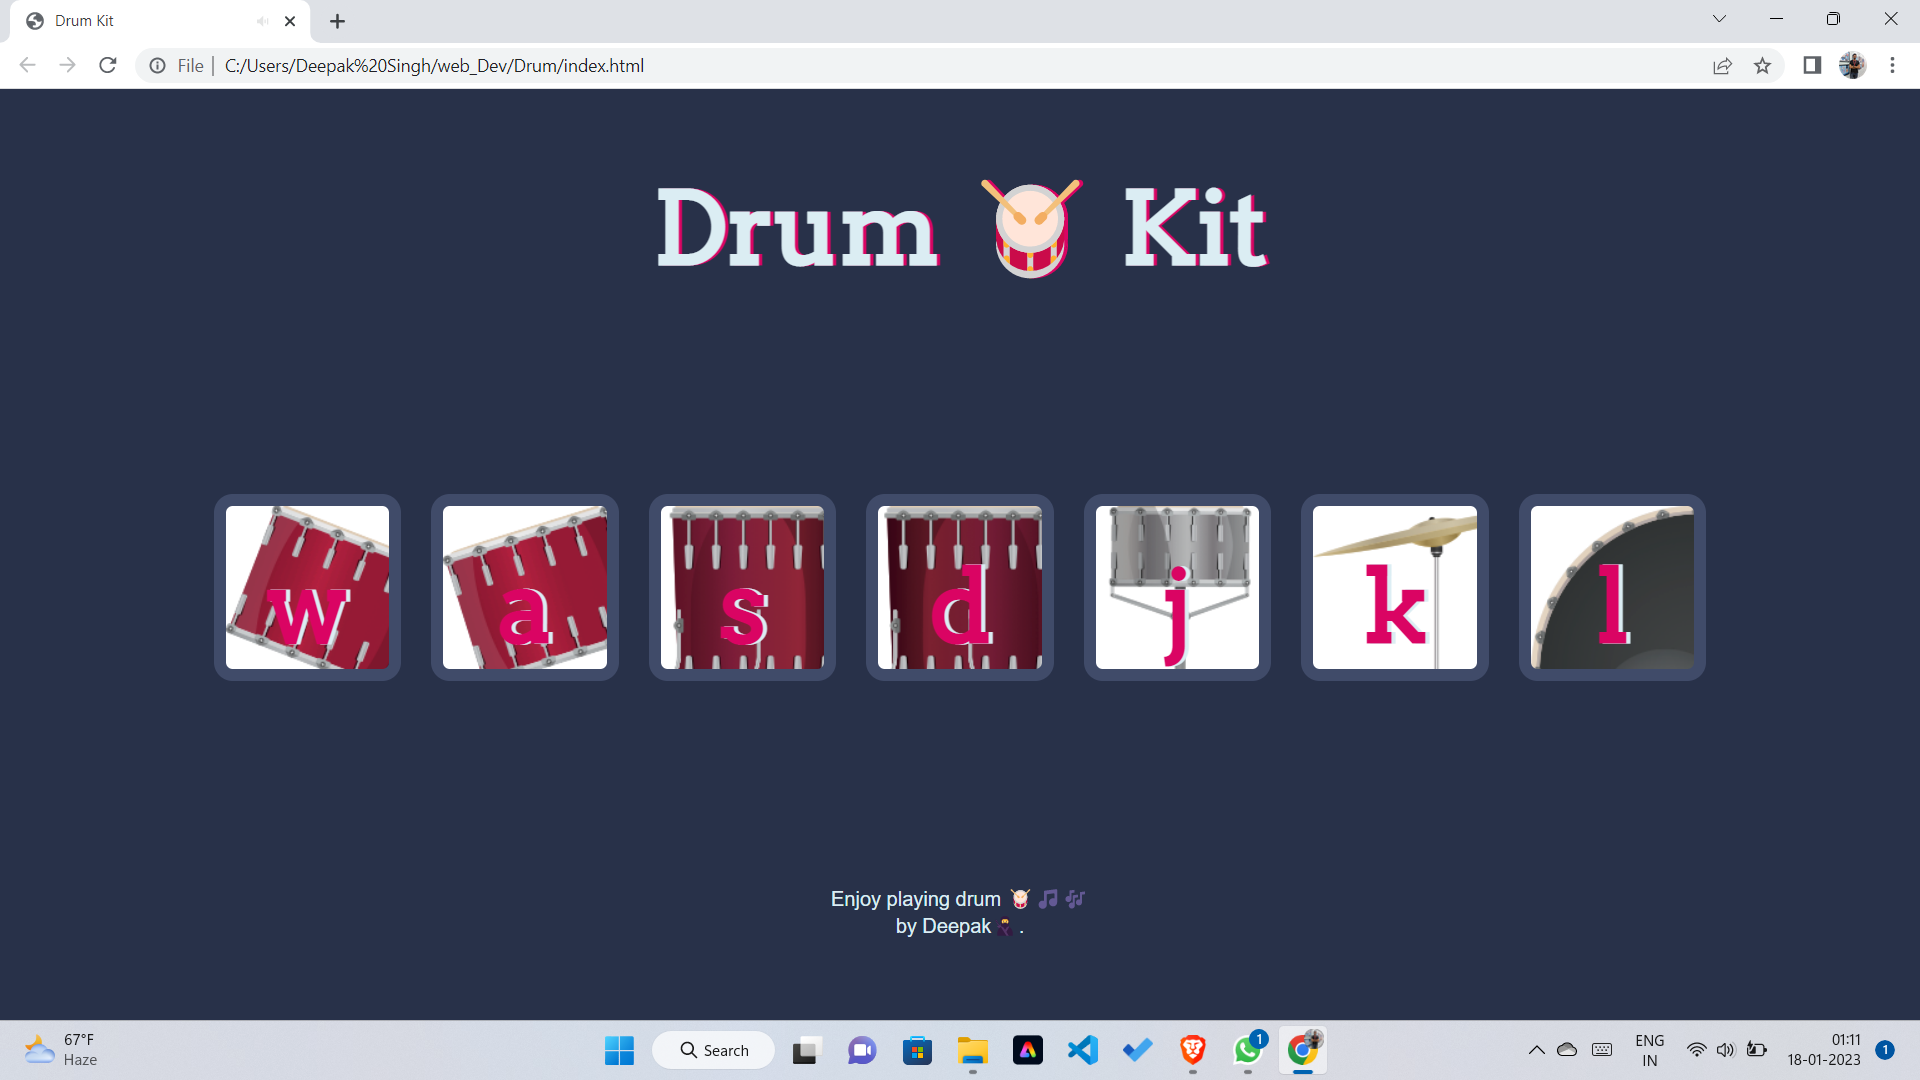 Drum Kit
File | C:/Users/Deepak%20Singh/web_Dev/Drum/index.html
Drum 🥁 Kit
w a s d j k l
Enjoy playing drum 🥁 🎵 🎶
by Deepak🥷 .
67°F
Haze
Search
1
ENG
IN
01:11
18-01-2023
1